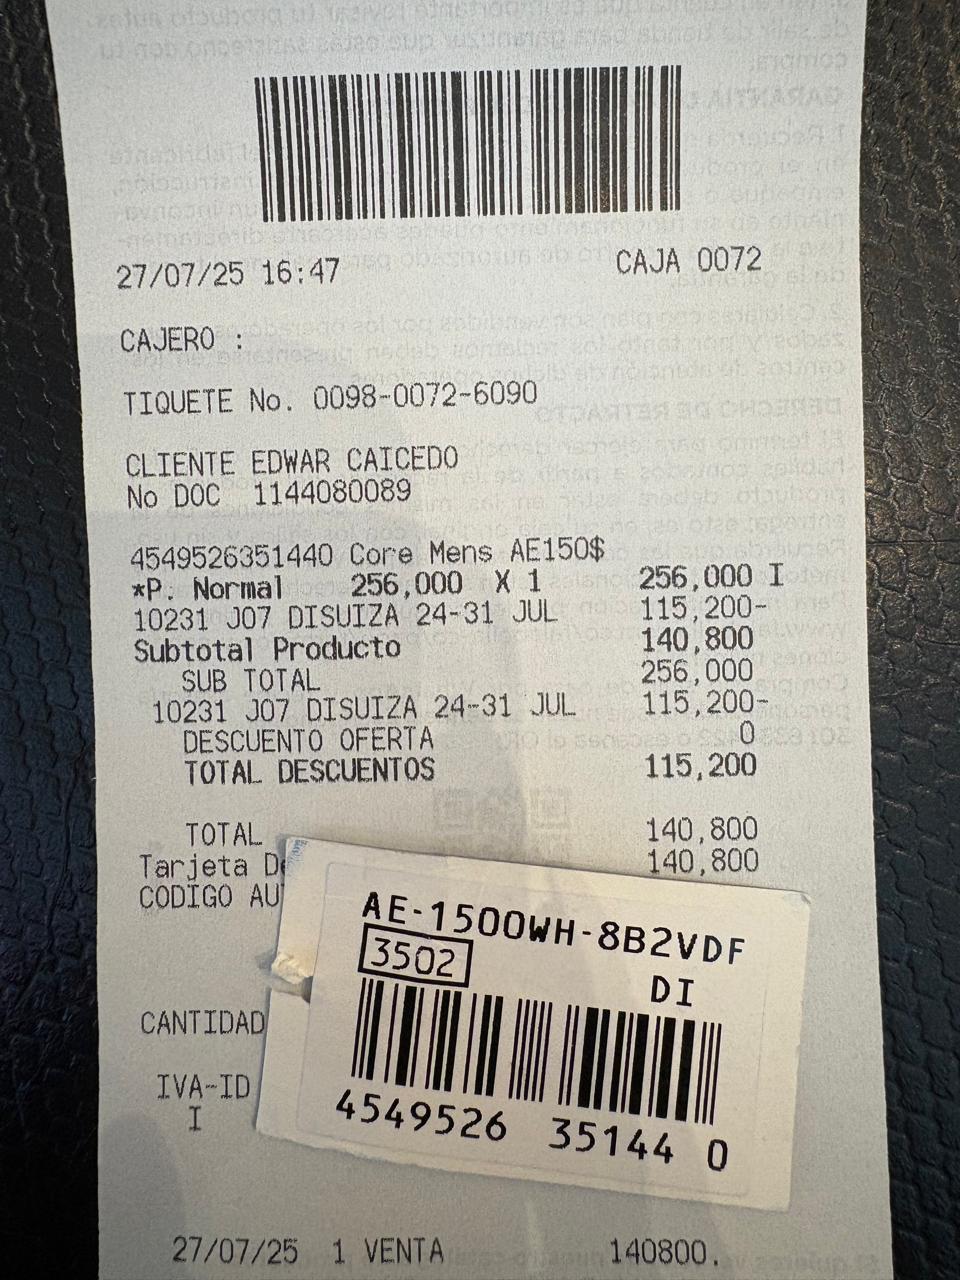 27/07/25 16:47 CAJA 0072
CAJERO :
TIQUETE No. 0098-0072-6090
CLIENTE EDWAR CAICEDO
No DOC 1144080089
4549526351440 Core Mens AE150$
*P. Normal 256,000 X 1 256,000 I
10231 J07 DISUIZA 24-31 JUL 115,200-
Subtotal Producto 140,800
SUB TOTAL 256,000
10231 J07 DISUIZA 24-31 JUL 115,200-
DESCUENTO OFERTA 0
TOTAL DESCUENTOS 115,200
TOTAL 140,800
Tarjeta De 140,800
CODIGO AU
AE-1500WH-8B2VDF
3502
DI
4549526 35144 0
CANTIDAD
IVA-ID
I
27/07/25 1 VENTA 140800.